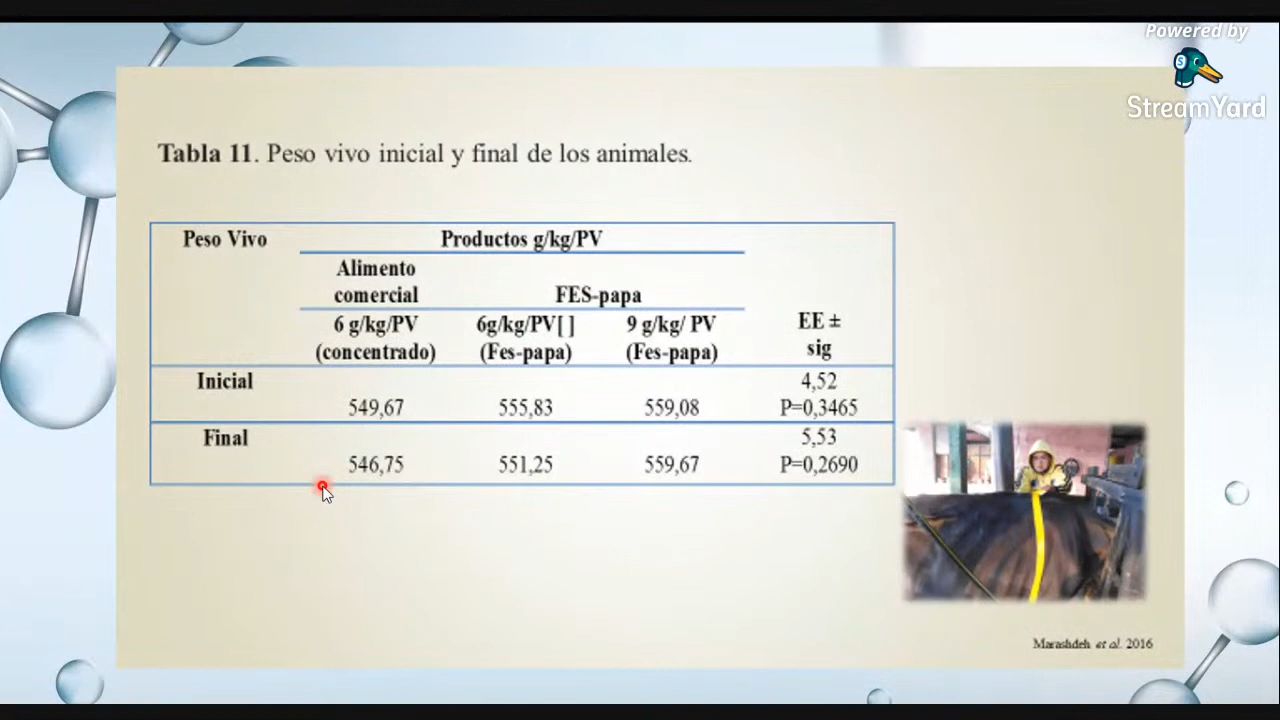 Powered by
StreamYard
Tabla 11. Peso vivo inicial y final de los animales.
Peso Vivo Productos g/kg/PV
Alimento comercial FES-papa
6 g/kg/PV (concentrado) 6g/kg/PV[ ] (Fes-papa) 9 g/kg/ PV (Fes-papa) EE ± sig
Inicial 549,67 555,83 559,08 4,52 P=0,3465
Final 546,75 551,25 559,67 5,53 P=0,2690
Marashdeh et al. 2016